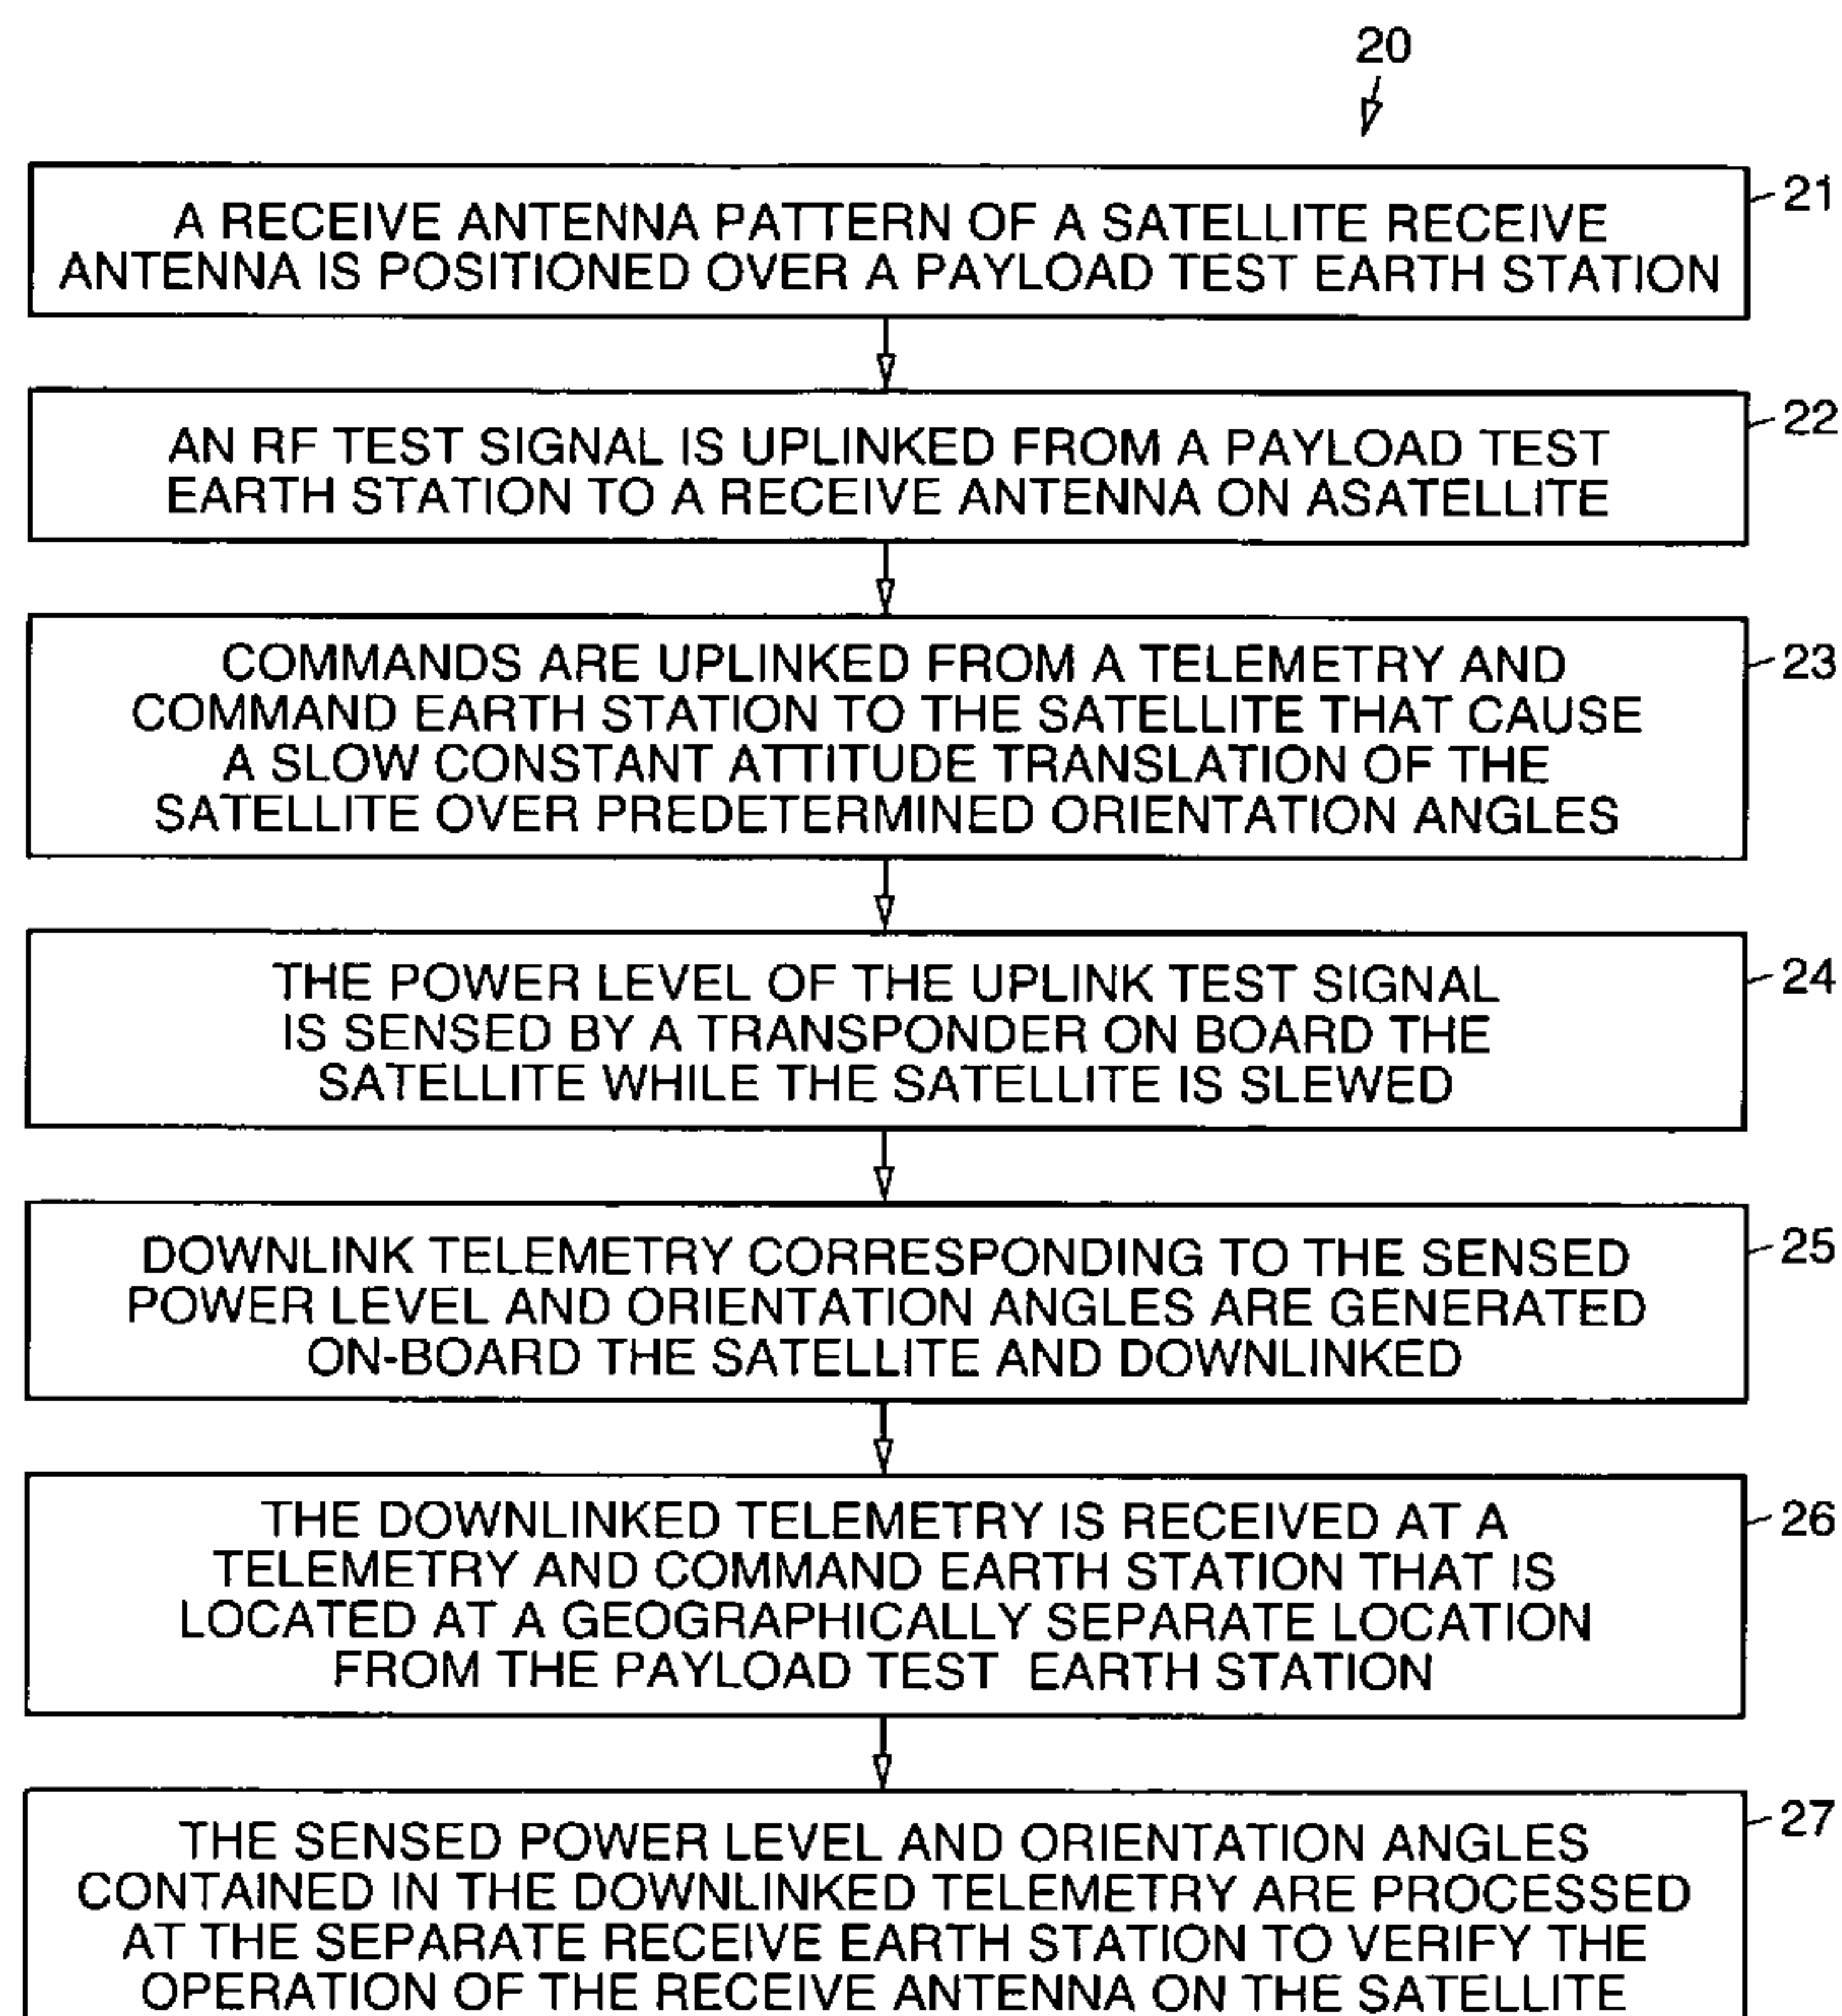 20
A RECEIVE ANTENNA PATTERN OF A SATELLITE RECEIVE
ANTENNA IS POSITIONED OVER A PAYLOAD TEST EARTH STATION
21
AN RF TEST SIGNAL IS UPLINKED FROM A PAYLOAD TEST
EARTH STATION TO A RECEIVE ANTENNA ON ASATELLITE
22
COMMANDS ARE UPLINKED FROM A TELEMETRY AND
COMMAND EARTH STATION TO THE SATELLITE THAT CAUSE
A SLOW CONSTANT ATTITUDE TRANSLATION OF THE
SATELLITE OVER PREDETERMINED ORIENTATION ANGLES
23
THE POWER LEVEL OF THE UPLINK TEST SIGNAL
IS SENSED BY A TRANSPONDER ON BOARD THE
SATELLITE WHILE THE SATELLITE IS SLEWED
24
DOWNLINK TELEMETRY CORRESPONDING TO THE SENSED
POWER LEVEL AND ORIENTATION ANGLES ARE GENERATED
ON-BOARD THE SATELLITE AND DOWNLINKED
25
THE DOWNLINKED TELEMETRY IS RECEIVED AT A
TELEMETRY AND COMMAND EARTH STATION THAT IS
LOCATED AT A GEOGRAPHICALLY SEPARATE LOCATION
FROM THE PAYLOAD TEST EARTH STATION
26
THE SENSED POWER LEVEL AND ORIENTATION ANGLES
CONTAINED IN THE DOWNLINKED TELEMETRY ARE PROCESSED
AT THE SEPARATE RECEIVE EARTH STATION TO VERIFY THE
OPERATION OF THE RECEIVE ANTENNA ON THE SATELLITE
27